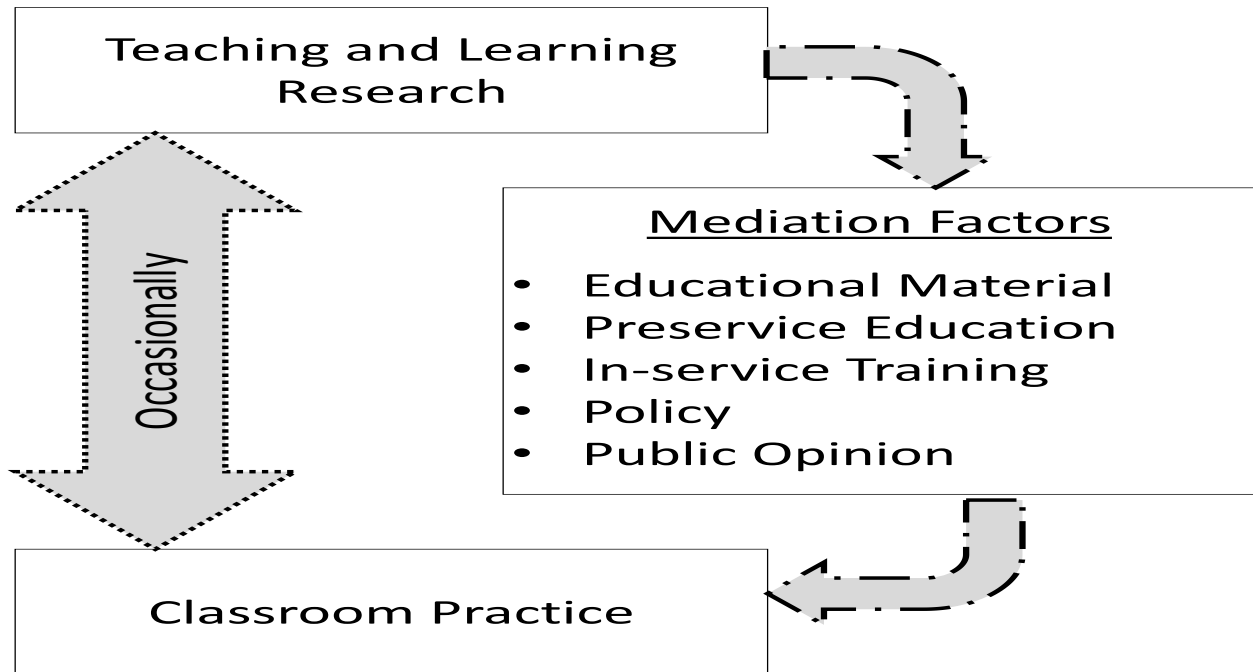 Teaching and Learning
Research
Occasionally
Mediation Factors
• Educational Material
• Preservice Education
• In-service Training
• Policy
• Public Opinion
Classroom Practice